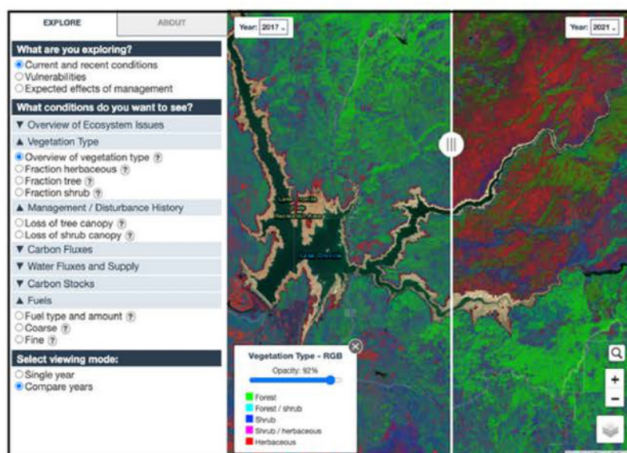 EXPLORE
ABOUT
What are you exploring?
Current and recent conditions
Vulnerabilities
Expected effects of management
What conditions do you want to see?
▼ Overview of Ecosystem Issues
▲ Vegetation Type
Overview of vegetation type ?
Fraction herbaceous ?
Fraction tree ?
Fraction shrub ?
▲ Management / Disturbance History
Loss of tree canopy ?
Loss of shrub canopy ?
▼ Carbon Fluxes
▼ Water Fluxes and Supply
▼ Carbon Stocks
▲ Fuels
Fuel type and amount ?
Coarse ?
Fine ?
Select viewing mode:
Single year
Compare years
Year: 2017
Year: 2021
Vegetation Type - RGB
Opacity: 92%
Forest
Forest / shrub
Shrub
Shrub / herbaceous
Herbaceous
+
−